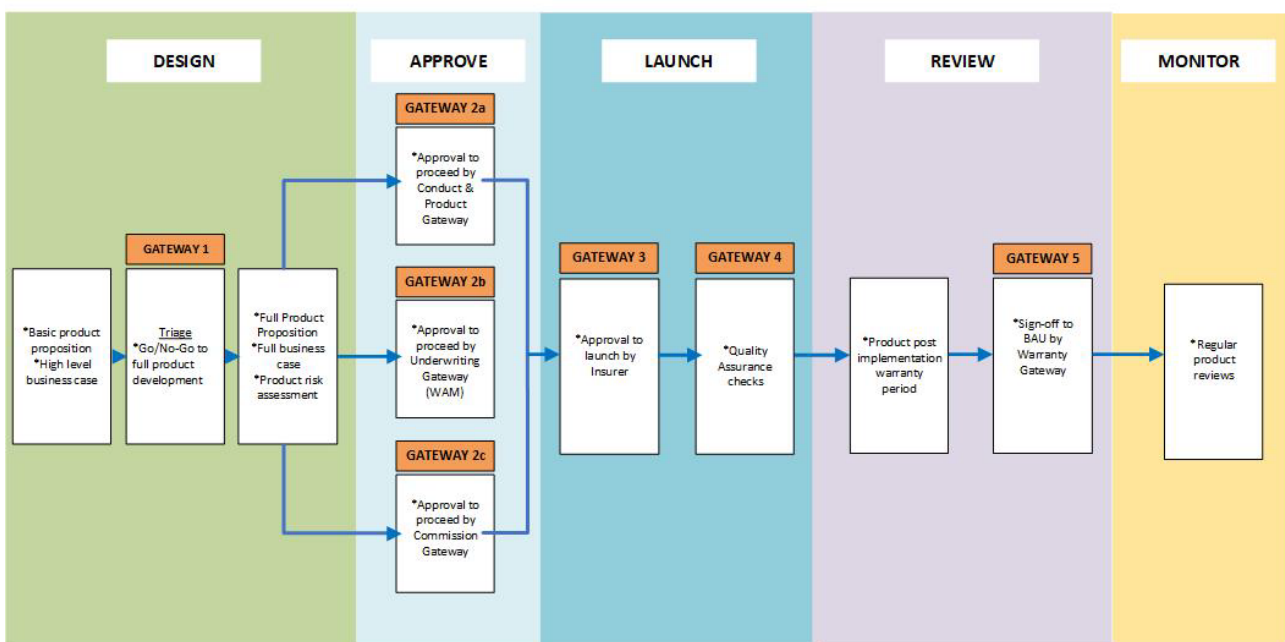 DESIGN
APPROVE
LAUNCH
REVIEW
MONITOR
GATEWAY 1
*Basic product
proposition
*High level
business case
Triage
*Go/No-Go to
full product
development
*Full Product
Proposition
*Full business
case
*Product risk
assessment
GATEWAY 2a
*Approval to
proceed by
Conduct &
Product
Gateway
GATEWAY 2b
*Approval to
proceed by
Underwriting
Gateway
(WAM)
GATEWAY 2c
*Approval to
proceed by
Commission
Gateway
GATEWAY 3
*Approval to
launch by
Insurer
GATEWAY 4
*Quality
Assurance
checks
*Product post
implementation
warranty
period
GATEWAY 5
*Sign-off to
BAU by
Warranty
Gateway
*Regular
product
reviews